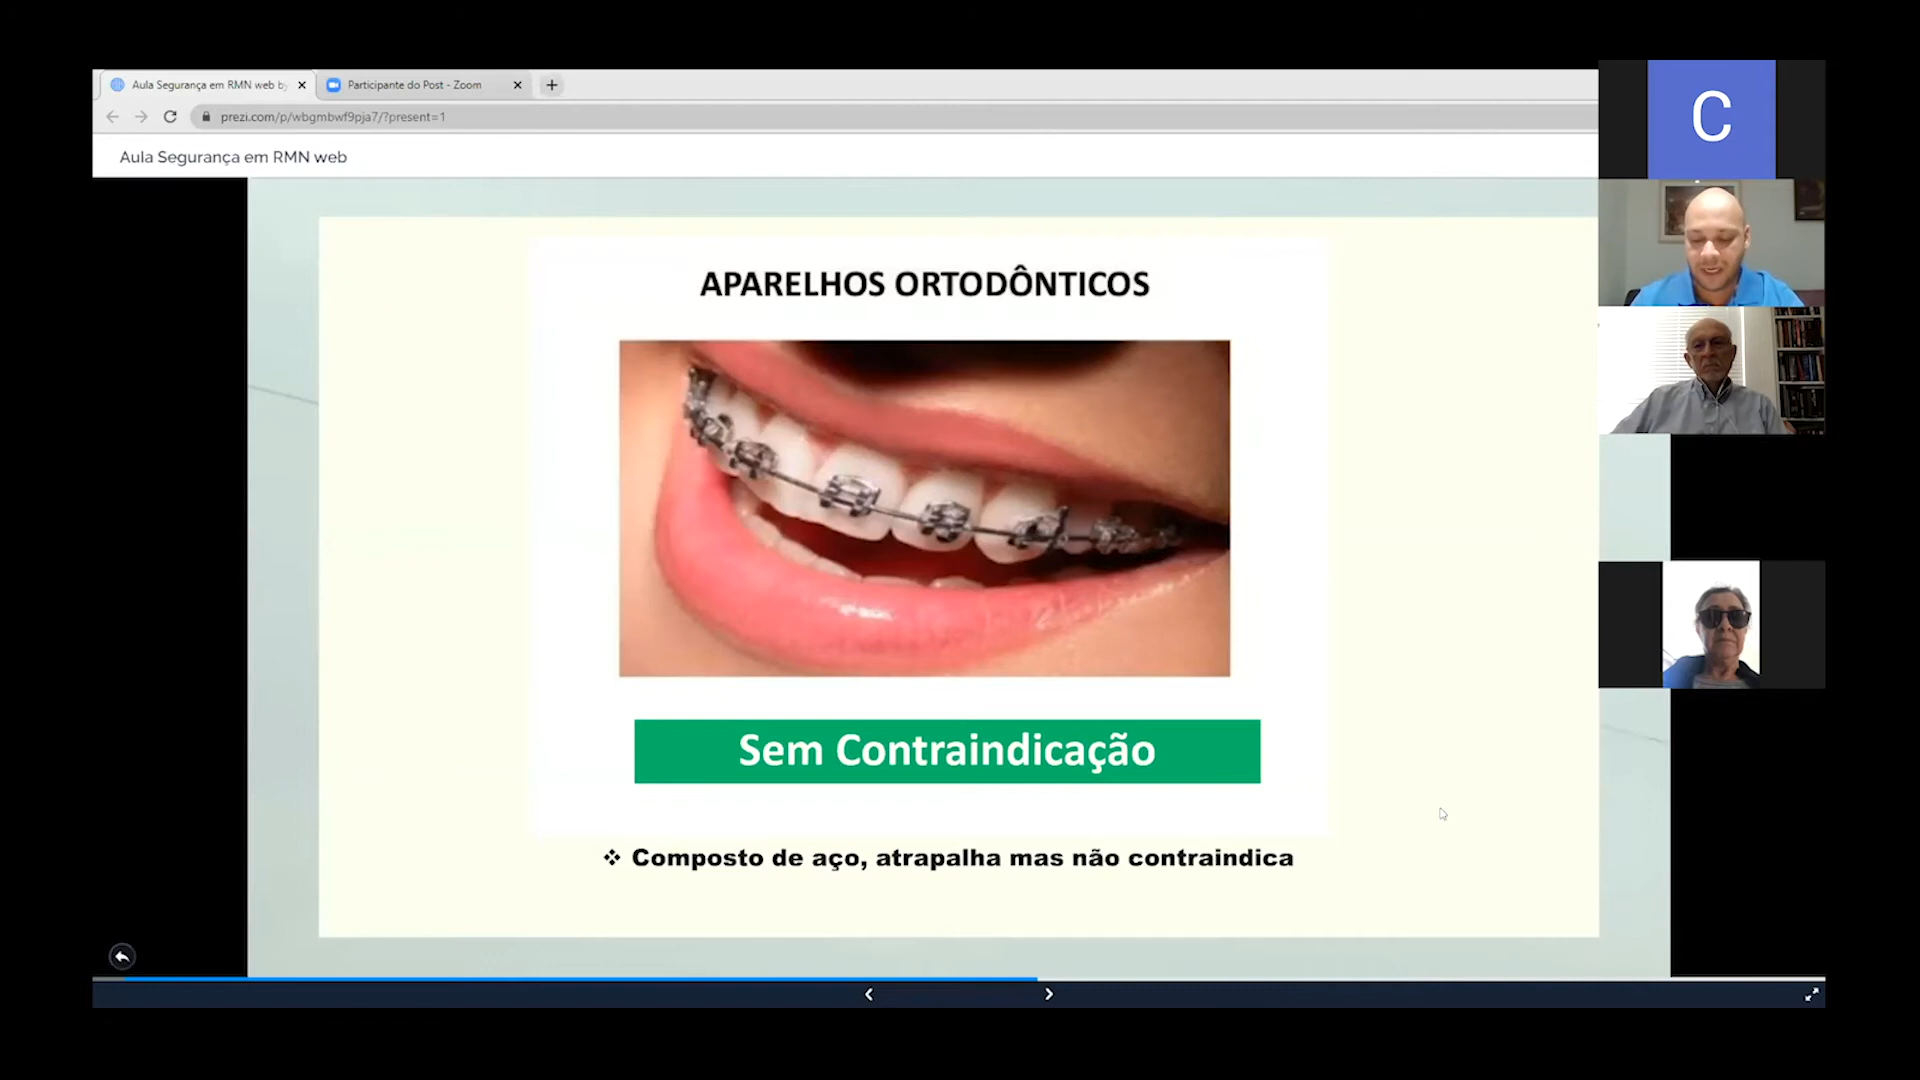 Aula Segurança em RMN web by
Participante do Post - Zoom
prezi.com/p/wbgmbwf9pja7/?present=1
Aula Segurança em RMN web
C
APARELHOS ORTODÔNTICOS
Sem Contraindicação
❖ Composto de aço, atrapalha mas não contraindica